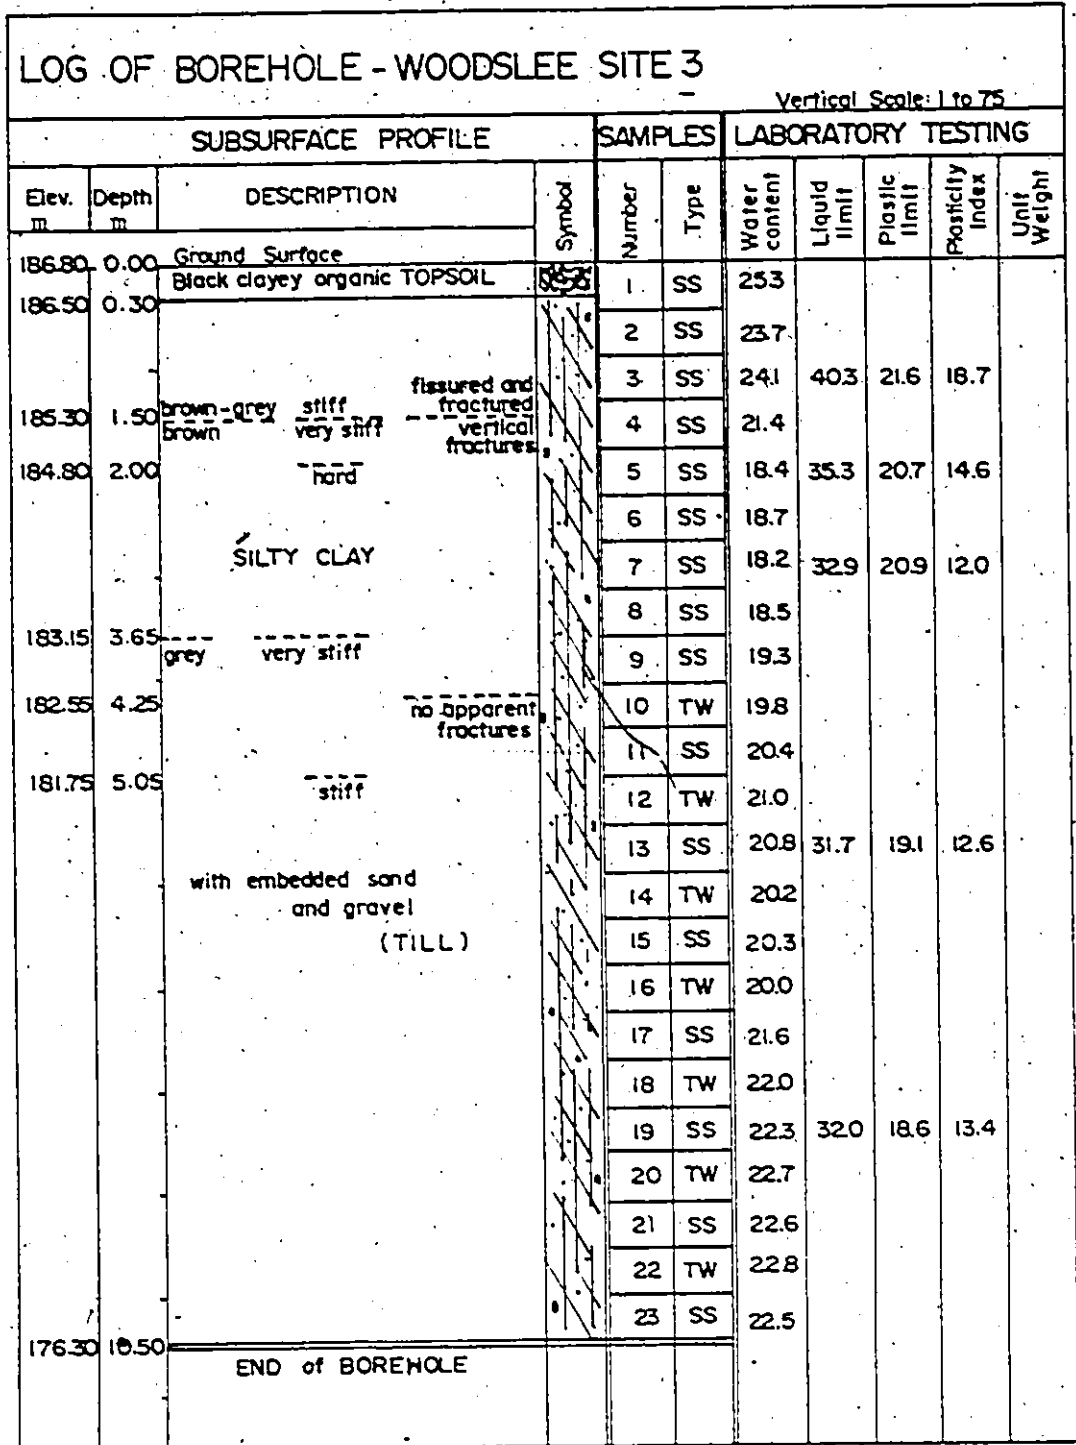 LOG OF BOREHOLE - WOODSLEE SITE 3
Vertical Scale: 1 to 75
SUBSURFACE PROFILE SAMPLES LABORATORY TESTING
Elev. m Depth m DESCRIPTION Symbol Number Type Water content Liquid limit Plastic limit Plasticity Index Unit Weight
186.80 0.00 Ground Surface
Black clayey organic TOPSOIL 1 SS 25.3
186.50 0.30
2 SS 23.7
3 SS 24.1 40.3 21.6 18.7
fissured and
brown-grey stiff fractured
185.30 1.50 4 SS 21.4
brown very stiff vertical
fractures
184.80 2.00 hard 5 SS 18.4 35.3 20.7 14.6
6 SS 18.7
SILTY CLAY 7 SS 18.2 32.9 20.9 12.0
8 SS 18.5
183.15 3.65
grey very stiff 9 SS 19.3
182.55 4.25 no apparent 10 TW 19.8
fractures
11 SS 20.4
181.75 5.05 stiff
12 TW 21.0
13 SS 20.8 31.7 19.1 12.6
with embedded sand
14 TW 20.2
and gravel
(TILL) 15 SS 20.3
16 TW 20.0
17 SS 21.6
18 TW 22.0
19 SS 22.3 32.0 18.6 13.4
20 TW 22.7
21 SS 22.6
22 TW 22.8
23 SS 22.5
176.30 10.50
END of BOREHOLE